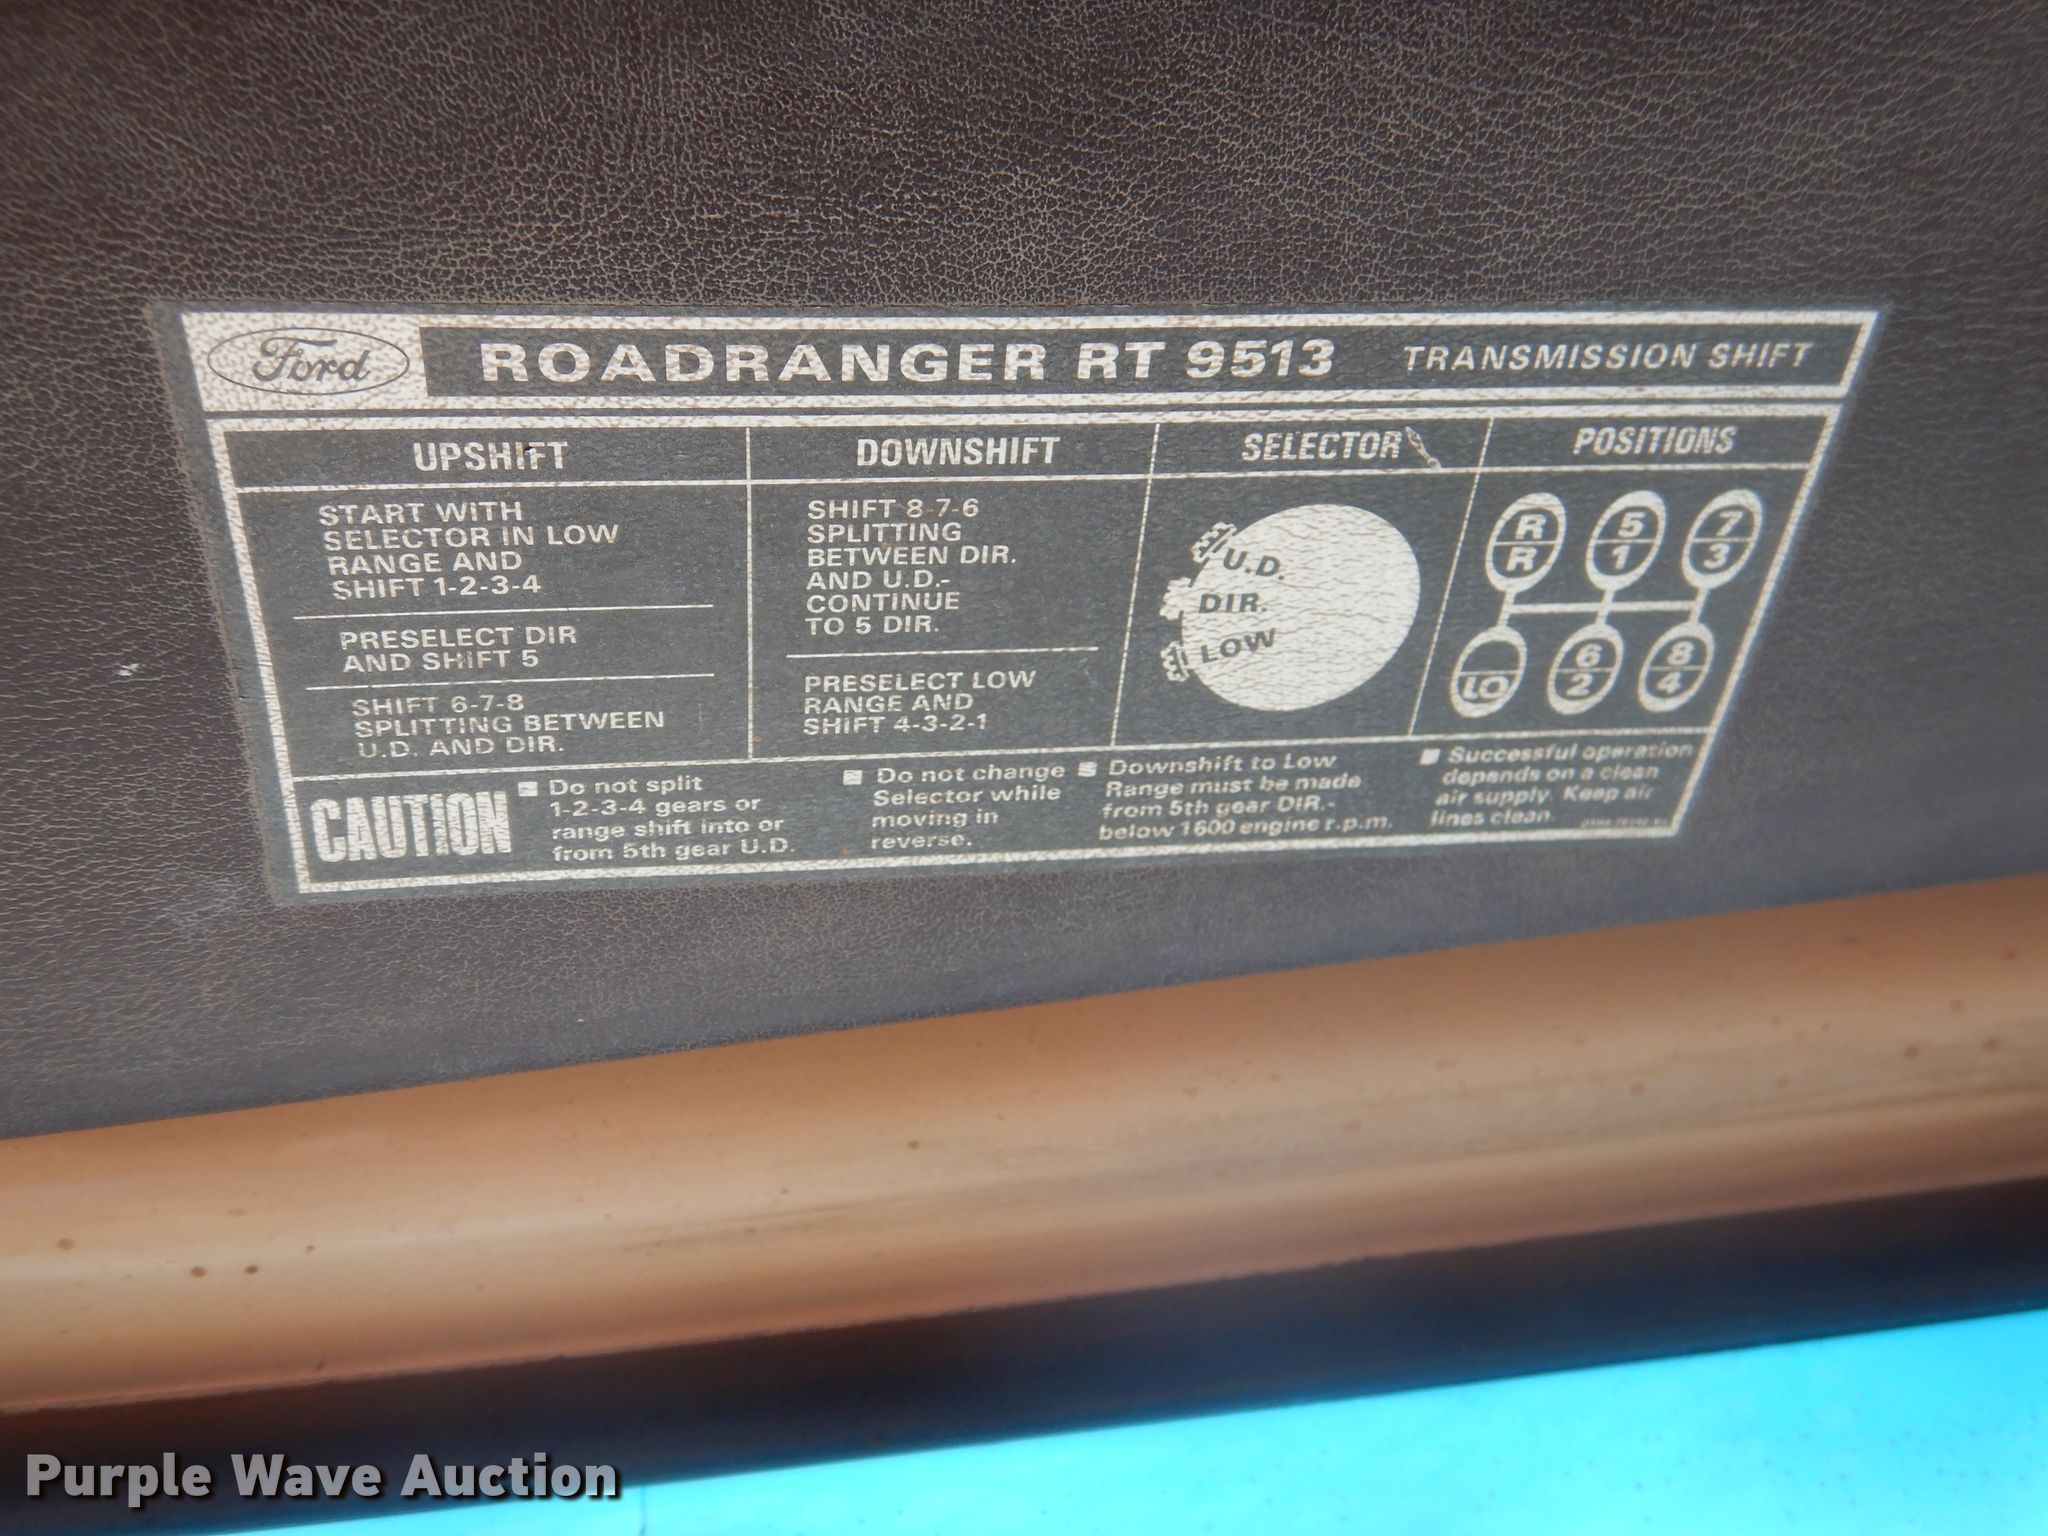 Ford ROADRANGER RT 9513 TRANSMISSION SHIFT
UPSHIFT
START WITH
SELECTOR IN LOW
RANGE AND
SHIFT 1-2-3-4
PRESELECT DIR
AND SHIFT 5
SHIFT 6-7-8
SPLITTING BETWEEN
U.D. AND DIR.
DOWNSHIFT
SHIFT 8-7-6
SPLITTING
BETWEEN DIR.
AND U.D.-
CONTINUE
TO 5 DIR.
PRESELECT LOW
RANGE AND
SHIFT 4-3-2-1
SELECTOR
U.D.
DIR.
LOW
POSITIONS
R 5 7
R 1 3
6 8
LO 2 4
CAUTION
■ Do not split
1-2-3-4 gears or
range shift into or
from 5th gear U.D.
■ Do not change
Selector while
moving in
reverse.
■ Downshift to Low
Range must be made
from 5th gear DIR.-
below 1600 engine r.p.m.
■ Successful operation
depends on a clean
air supply. Keep air
lines clean.
Purple Wave Auction